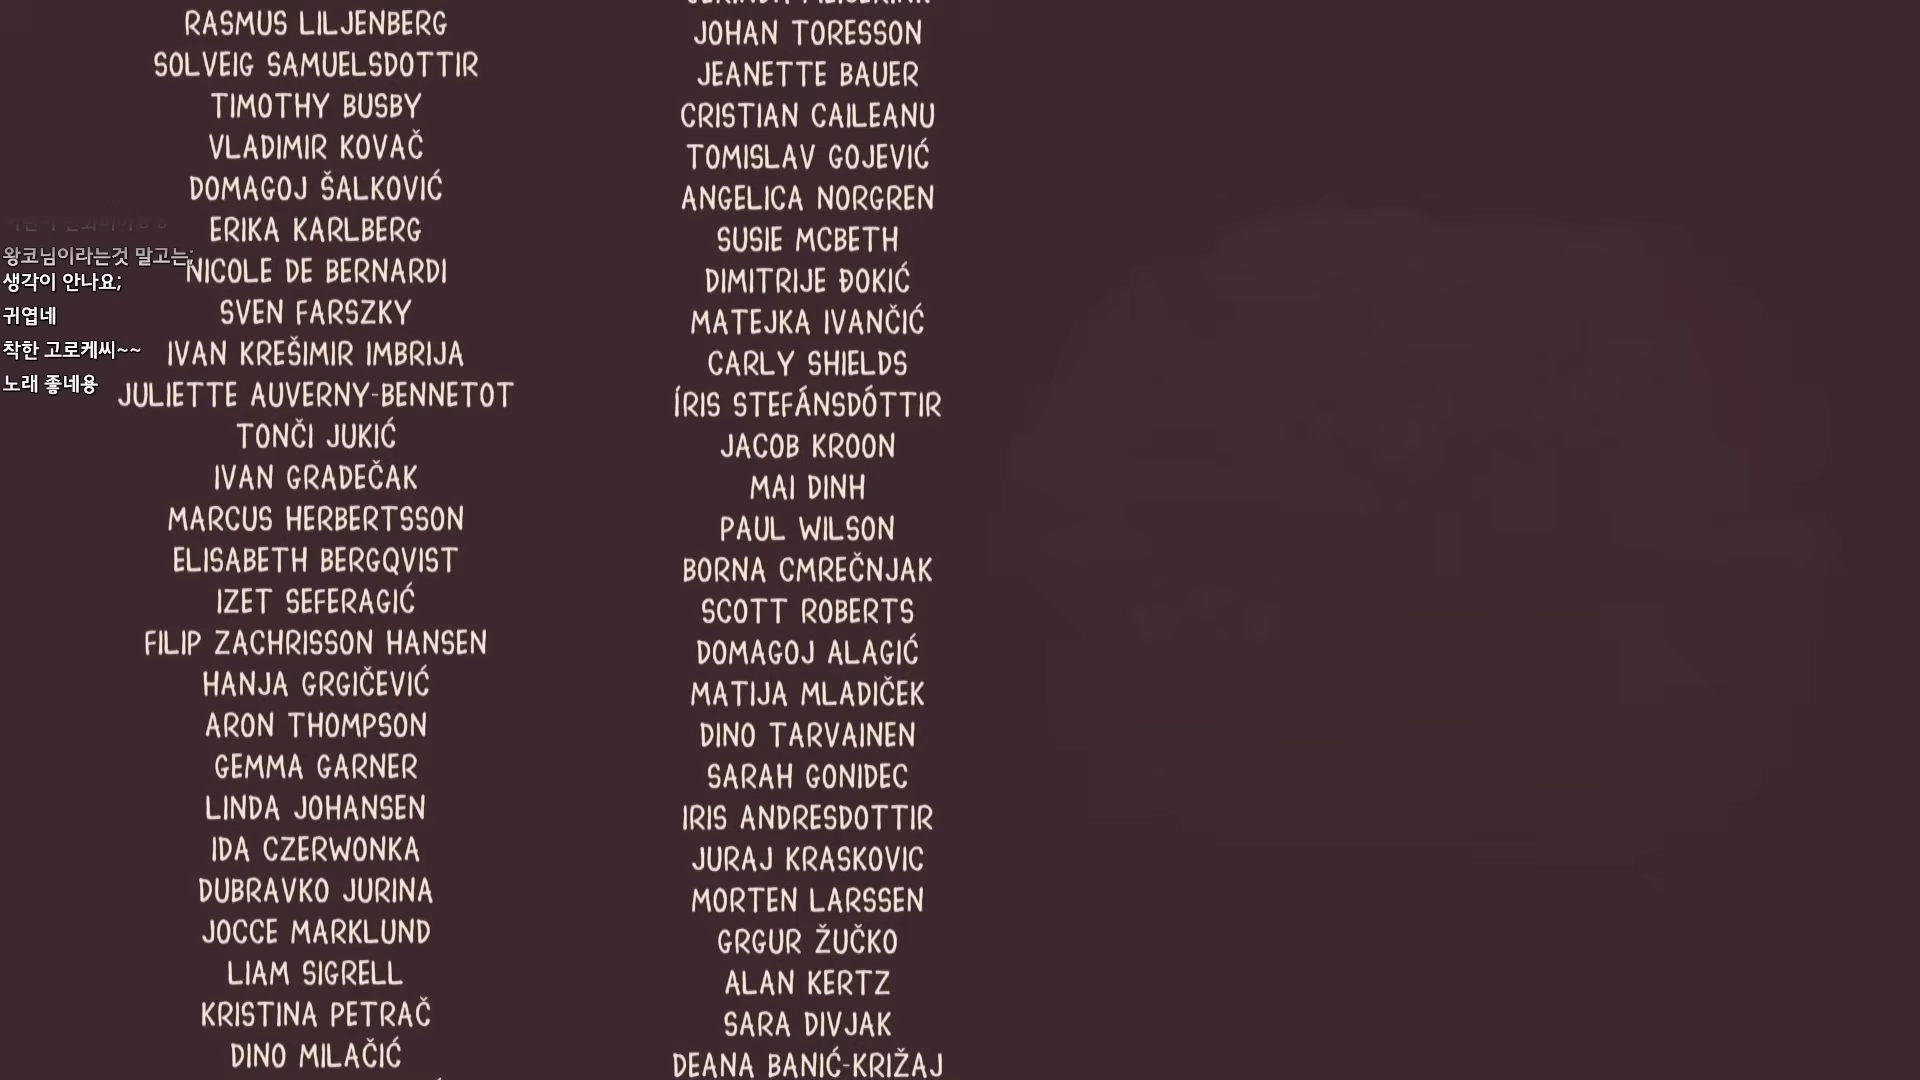 RASMUS LILJENBERG
SOLVEIG SAMUELSDOTTIR
TIMOTHY BUSBY
VLADIMIR KOVAČ
DOMAGOJ ŠALKOVIĆ
ERIKA KARLBERG
NICOLE DE BERNARDI
SVEN FARSZKY
IVAN KREŠIMIR IMBRIJA
JULIETTE AUVERNY-BENNETOT
TONČI JUKIĆ
IVAN GRADEČAK
MARCUS HERBERTSSON
ELISABETH BERGQVIST
IZET SEFERAGIĆ
FILIP ZACHRISSON HANSEN
HANJA GRGIČEVIĆ
ARON THOMPSON
GEMMA GARNER
LINDA JOHANSEN
IDA CZERWONKA
DUBRAVKO JURINA
JOCCE MARKLUND
LIAM SIGRELL
KRISTINA PETRAČ
DINO MILAČIĆ
JOHAN TORESSON
JEANETTE BAUER
CRISTIAN CAILEANU
TOMISLAV GOJEVIĆ
ANGELICA NORGREN
SUSIE MCBETH
DIMITRIJE ĐOKIĆ
MATEJKA IVANČIĆ
CARLY SHIELDS
ÍRIS STEFÁNSDÓTTIR
JACOB KROON
MAI DINH
PAUL WILSON
BORNA CMREČNJAK
SCOTT ROBERTS
DOMAGOJ ALAGIĆ
MATIJA MLADIČEK
DINO TARVAINEN
SARAH GONIDEC
IRIS ANDRESDOTTIR
JURAJ KRASKOVIC
MORTEN LARSSEN
GRGUR ŽUČKO
ALAN KERTZ
SARA DIVJAK
DEANA BANIĆ-KRIŽAJ
왕코님이라는것 말고는;
생각이 안나요;
귀엽네
착한 고로케씨~~
노래 좋네용